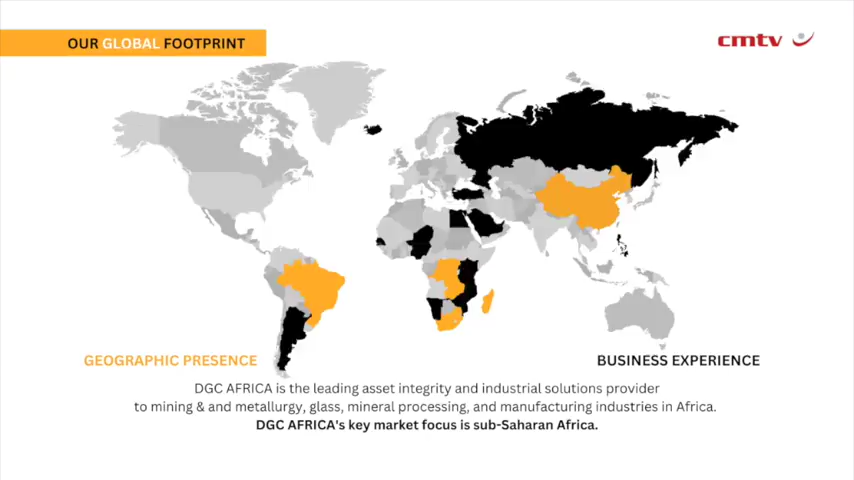 OUR GLOBAL FOOTPRINT
cmtv
GEOGRAPHIC PRESENCE
BUSINESS EXPERIENCE
DGC AFRICA is the leading asset integrity and industrial solutions provider
to mining & and metallurgy, glass, mineral processing, and manufacturing industries in Africa.
DGC AFRICA's key market focus is sub-Saharan Africa.